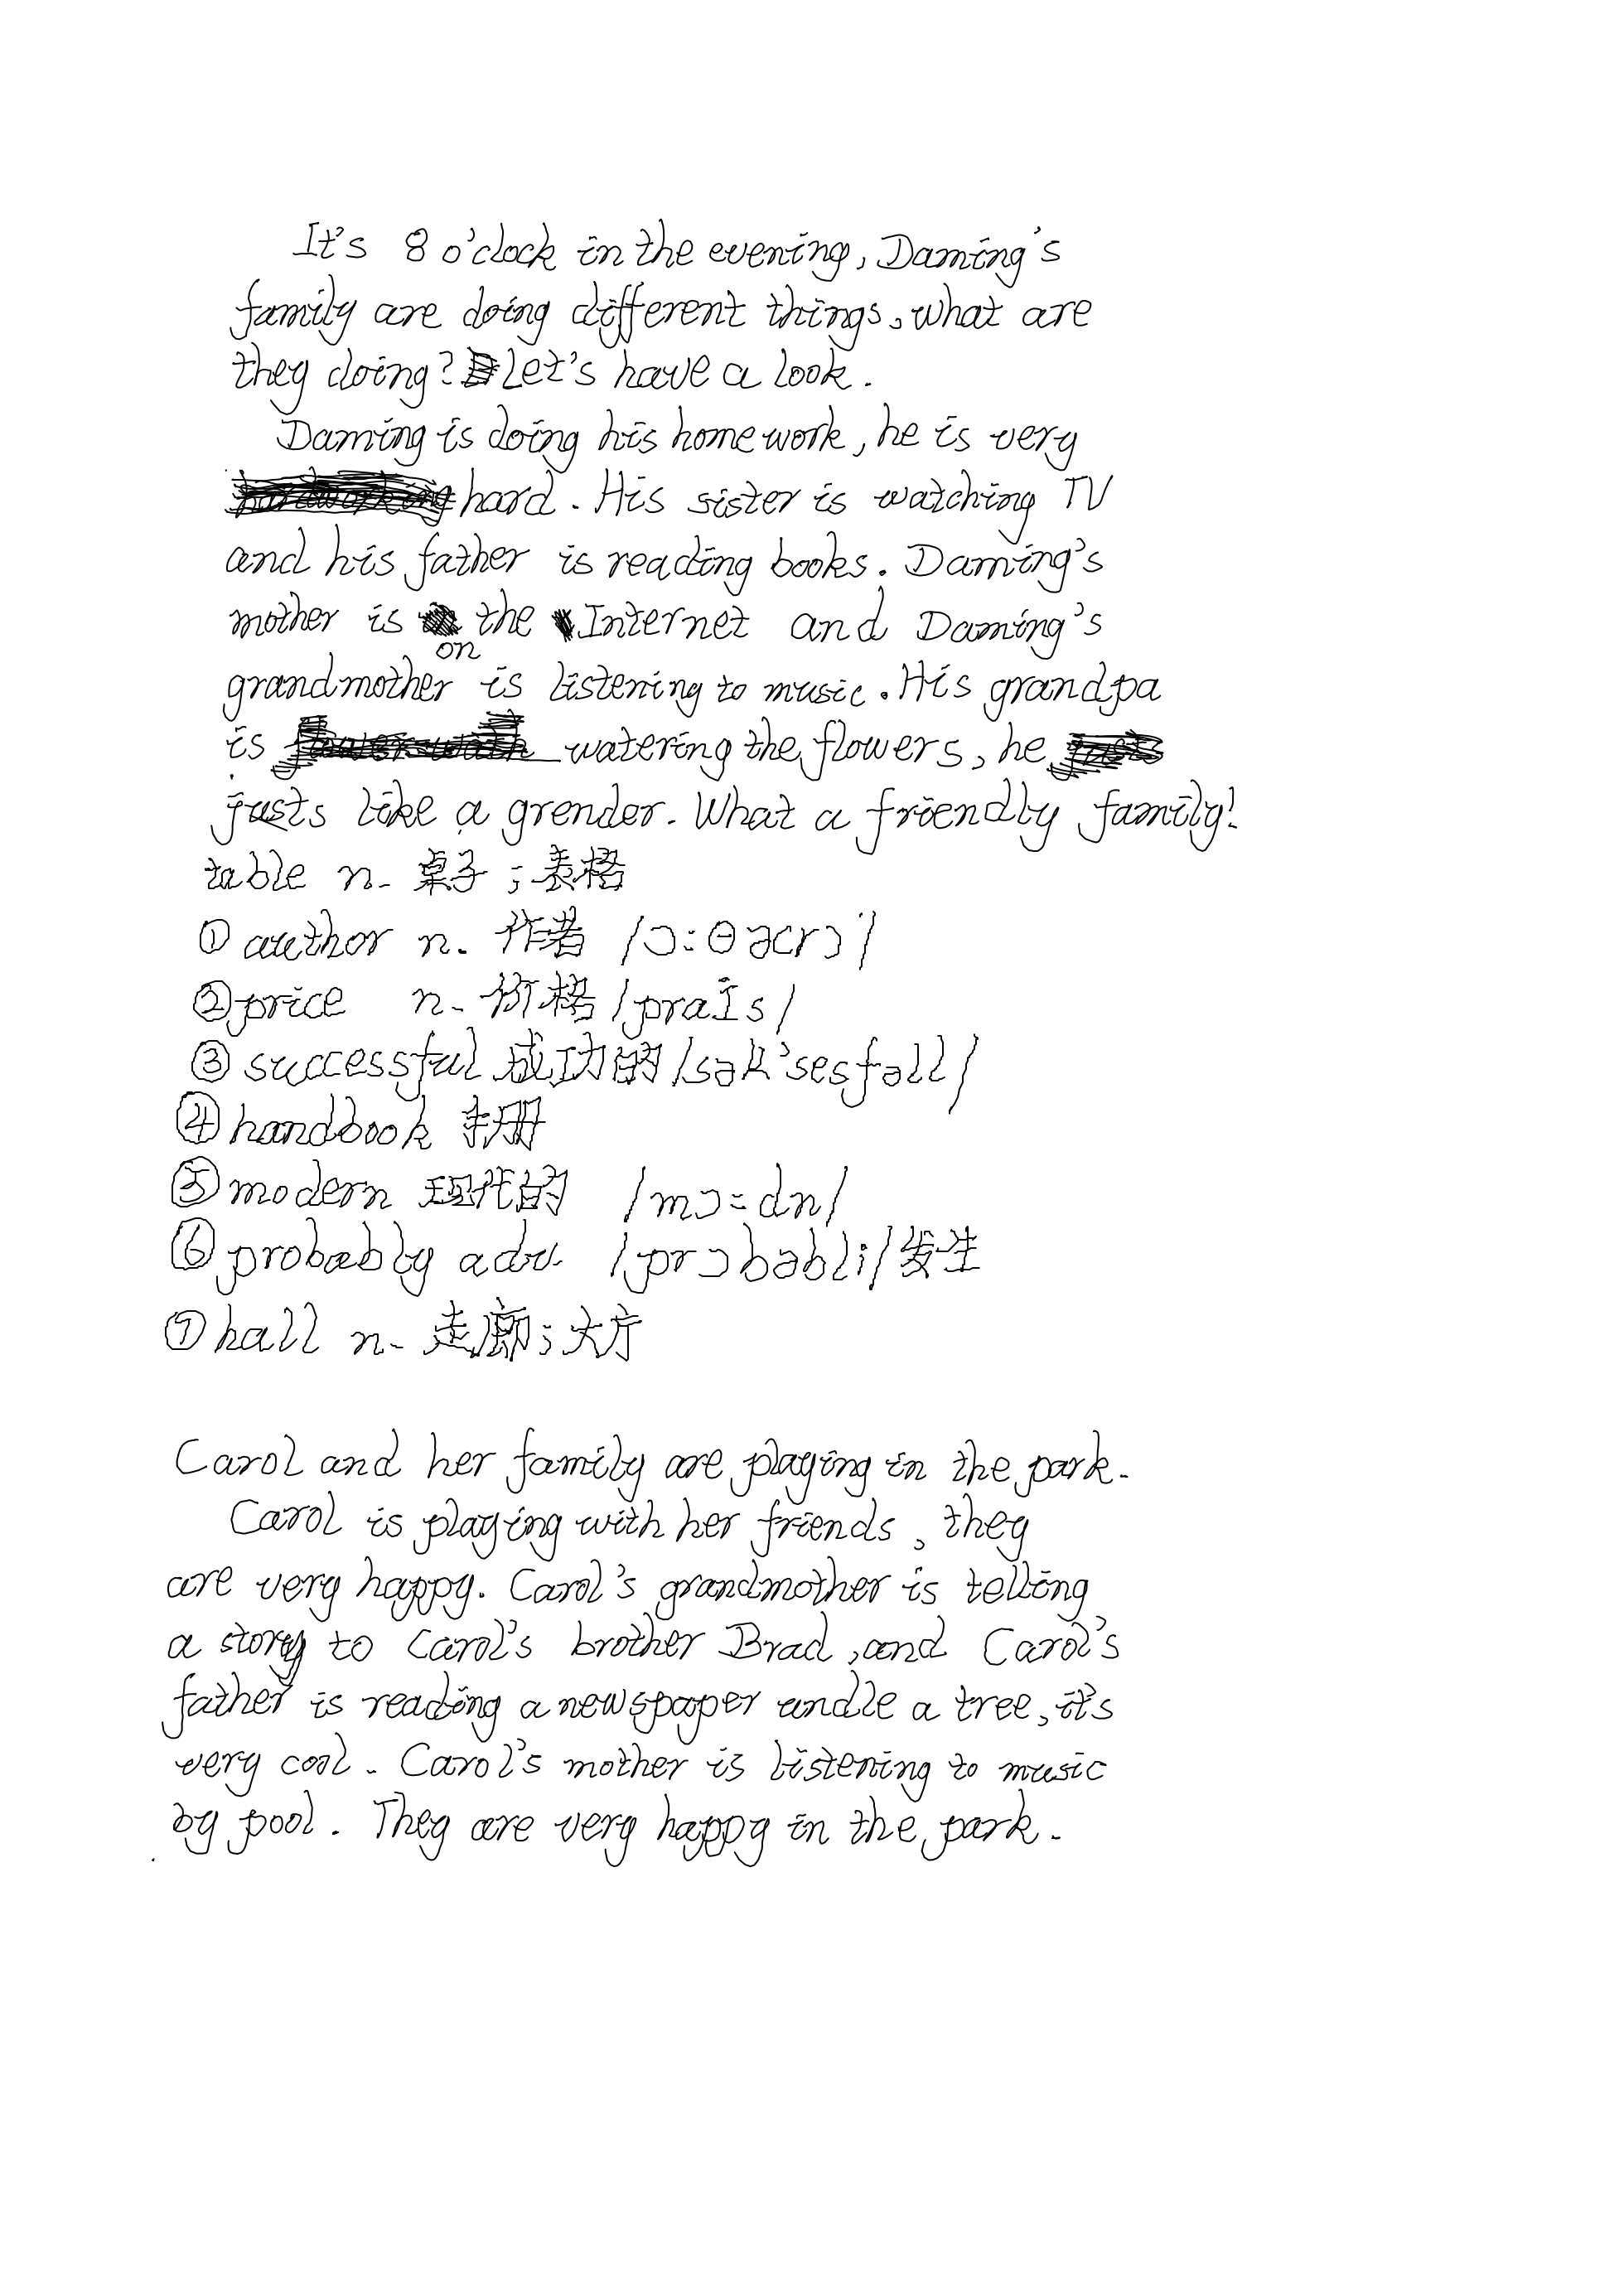 It's 8 o'clock in the evening, Daming's
family are doing different things, what are
they doing? Let's have a look.
Daming is doing his homework, he is very
hard. His sister is watching TV
and his father is reading books. Daming's
mother is on the Internet and Daming's
grandmother is listening to music. His grandpa
is watering the flowers, he
justs like a grender. What a friendly family!
table n. 桌子；表格
① author n. 作者 /ɔ:θə(r)/
② price n. 价格 /praɪs/
③ successful 成功的 /sək'sesfəll/
④ handbook 手册
⑤ modern 现代的 /mɔ:dn/
⑥ probably adv. /prɔbəbli/ 发生
⑦ hall n. 走廊；大厅
Carol and her family are playing in the park.
Carol is playing with her friends, they
are very happy. Carol's grandmother is telling
a story to Carol's brother Brad, and Carol's
father is reading a newspaper undle a tree, it's
very cool. Carol's mother is listening to music
by pool. They are very happy in the park.